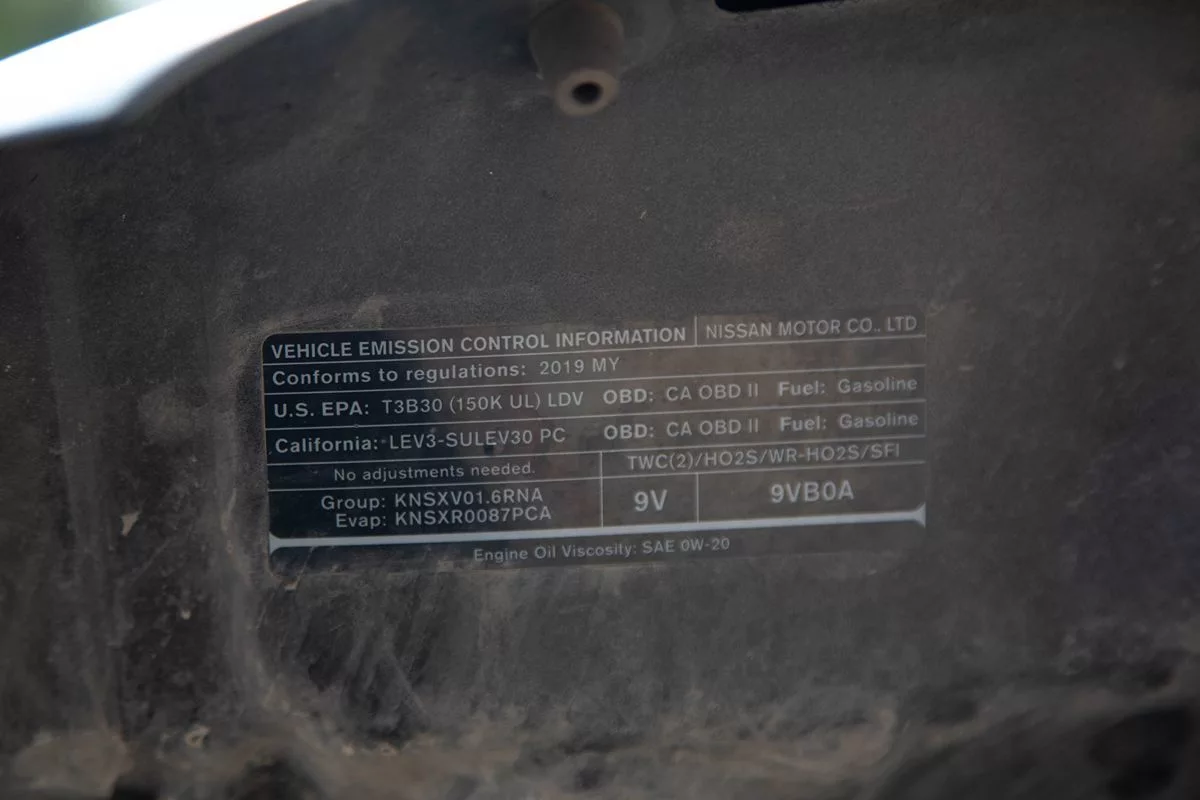 VEHICLE EMISSION CONTROL INFORMATION NISSAN MOTOR CO., LTD
Conforms to regulations: 2019 MY
U.S. EPA: T3B30 (150K UL) LDV OBD: CA OBD II Fuel: Gasoline
California: LEV3-SULEV30 PC OBD: CA OBD II Fuel: Gasoline
No adjustments needed. TWC(2)/HO2S/WR-HO2S/SFI
Group: KNSXV01.6RNA
Evap: KNSXR0087PCA
9V 9VB0A
Engine Oil Viscosity: SAE 0W-20